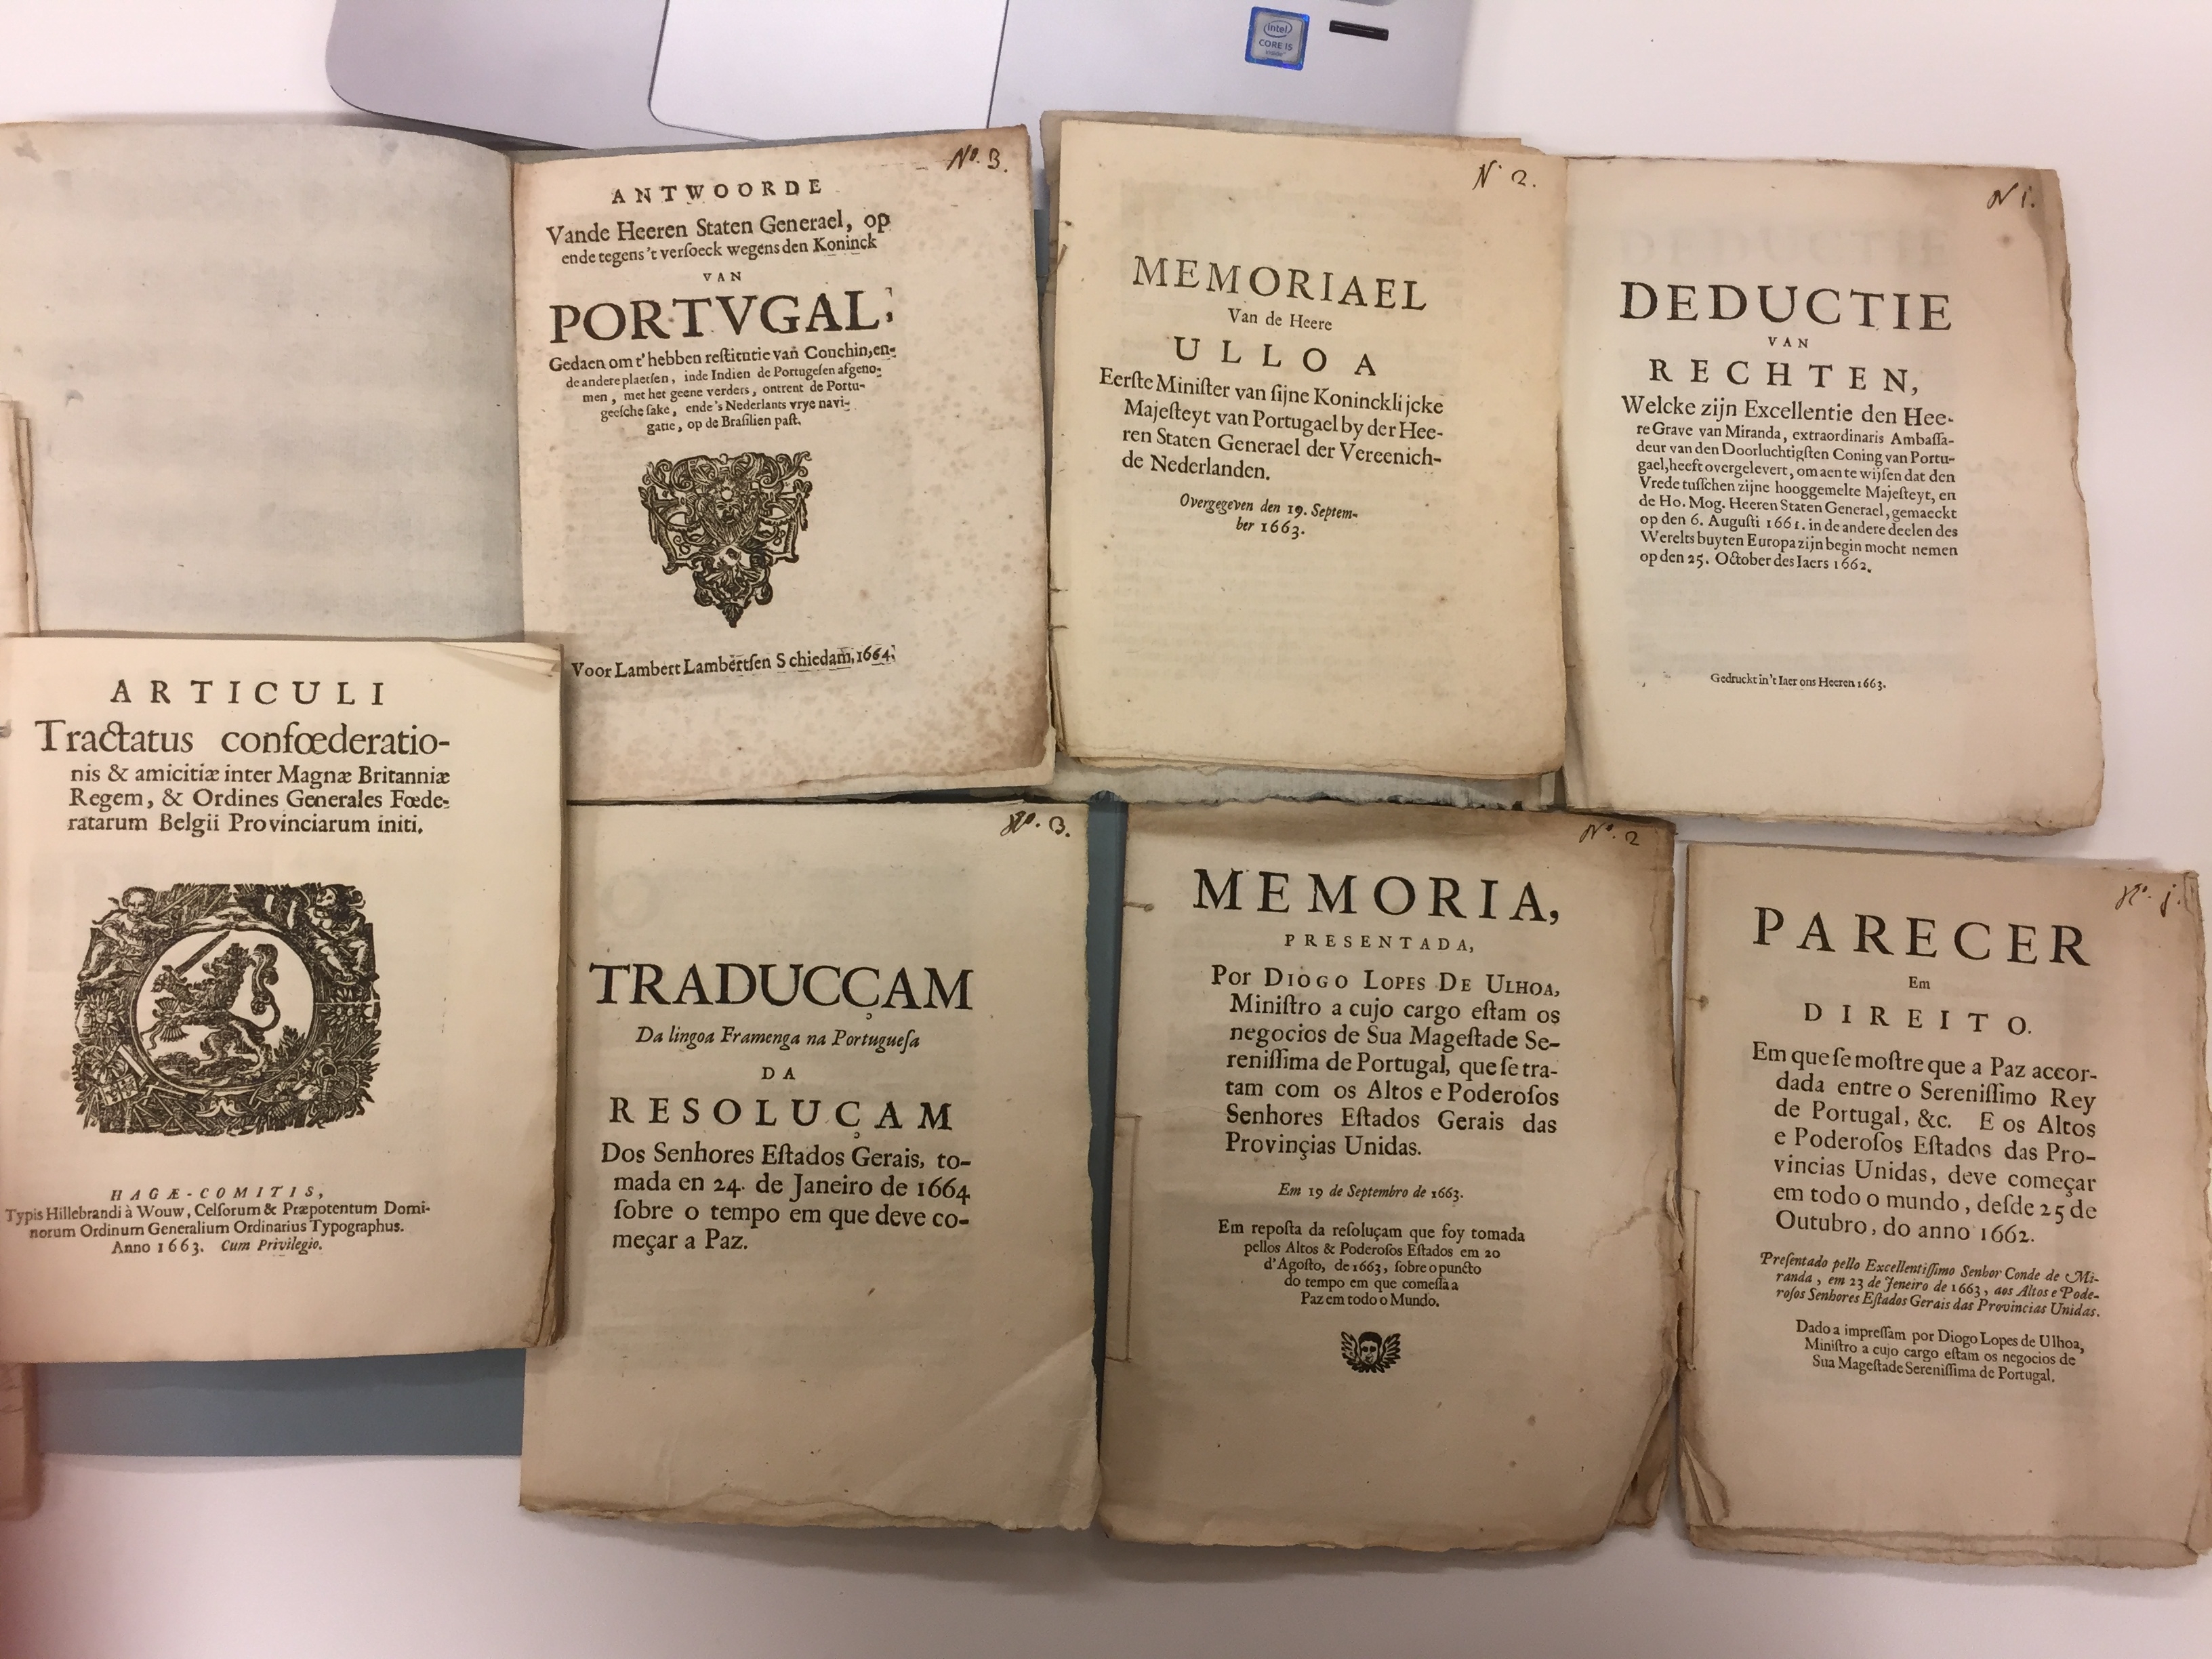 intel
CORE i5
inside
No. 3.
ANTWOORDE
Vande Heeren Staten Generael, op
ende tegens 't verſoeck wegens den Koninck
VAN
PORTVGAL,
Gedaen om t' hebben reſtitutie van Couchin, en-
de andere plaetſen, inde Indien de Portugeſen afgeno-
men, met het geene verders, ontrent de Portu-
geeſche ſake, ende 's Nederlants vrye navi-
gatie, op de Braſilien paſt.
Voor Lambert Lambertſen Schiedam, 1664.
N 2.
MEMORIAEL
Van de Heere
ULLOA
Eerſte Miniſter van ſijne Konincklijcke
Majeſteyt van Portugael by der Hee-
ren Staten Generael der Vereenich-
de Nederlanden.
Overgegeven den 19. Septem-
ber 1663.
N 1.
DEDUCTIE
VAN
RECHTEN,
Welcke zijn Excellentie den Hee-
re Grave van Miranda, extraordinaris Ambaſſa-
deur van den Doorluchtigſten Coning van Portu-
gael, heeft overgelevert, om aen te wijſen dat den
Vrede tuſſchen zijne hooggemelte Majeſteyt, en
de Ho. Mog. Heeren Staten Generael, gemaeckt
op den 6. Auguſti 1661. in de andere deelen des
Werelts buyten Europa zijn begin mocht nemen
op den 25. October des Iaers 1662.
Gedruckt in 't Iaer ons Heeren 1663.
ARTICULI
Tractatus confœderatio-
nis & amicitiæ inter Magnæ Britanniæ
Regem, & Ordines Generales Fœde-
ratarum Belgii Provinciarum initi.
HAGÆ-COMITIS,
Typis Hillebrandi à Wouw, Celſorum & Præpotentum Domi-
norum Ordinum Generalium Ordinarius Typographus.
Anno 1663. Cum Privilegio.
No. 3.
TRADUCÇAM
Da lingoa Framenga na Portugueſa
DA
RESOLUÇAM
Dos Senhores Eſtados Gerais, to-
mada en 24. de Janeiro de 1664
ſobre o tempo em que deve co-
meçar a Paz.
No. 2
MEMORIA,
PRESENTADA,
Por DIOGO LOPES DE ULHOA,
Miniſtro a cujo cargo eſtam os
negocios de Sua Mageſtade Se-
reniſſima de Portugal, que ſe tra-
tam com os Altos e Poderoſos
Senhores Eſtados Gerais das
Provinçias Unidas.
Em 19 de Septembro de 1663.
Em repoſta da reſoluçam que foy tomada
pellos Altos & Poderoſos Eſtados em 20
d'Agoſto, de 1663, ſobre o puncto
do tempo em que comeſſa a
Paz em todo o Mundo.
No. j.
PARECER
Em
DIREITO.
Em que ſe moſtre que a Paz accor-
dada entre o Sereniſſimo Rey
de Portugal, &c. E os Altos
e Poderoſos Eſtados das Pro-
vincias Unidas, deve começar
em todo o mundo, deſde 25 de
Outubro, do anno 1662.
Preſentado pello Excellentiſſimo Senhor Conde de Mi-
randa, em 23 de Jeneiro de 1663, aos Altos e Pode-
roſos Senhores Eſtados Gerais das Provincias Unidas.
Dado a impreſſam por Diogo Lopes de Ulhoa,
Miniſtro a cujo cargo eſtam os negocios de
Sua Mageſtade Sereniſſima de Portugal.